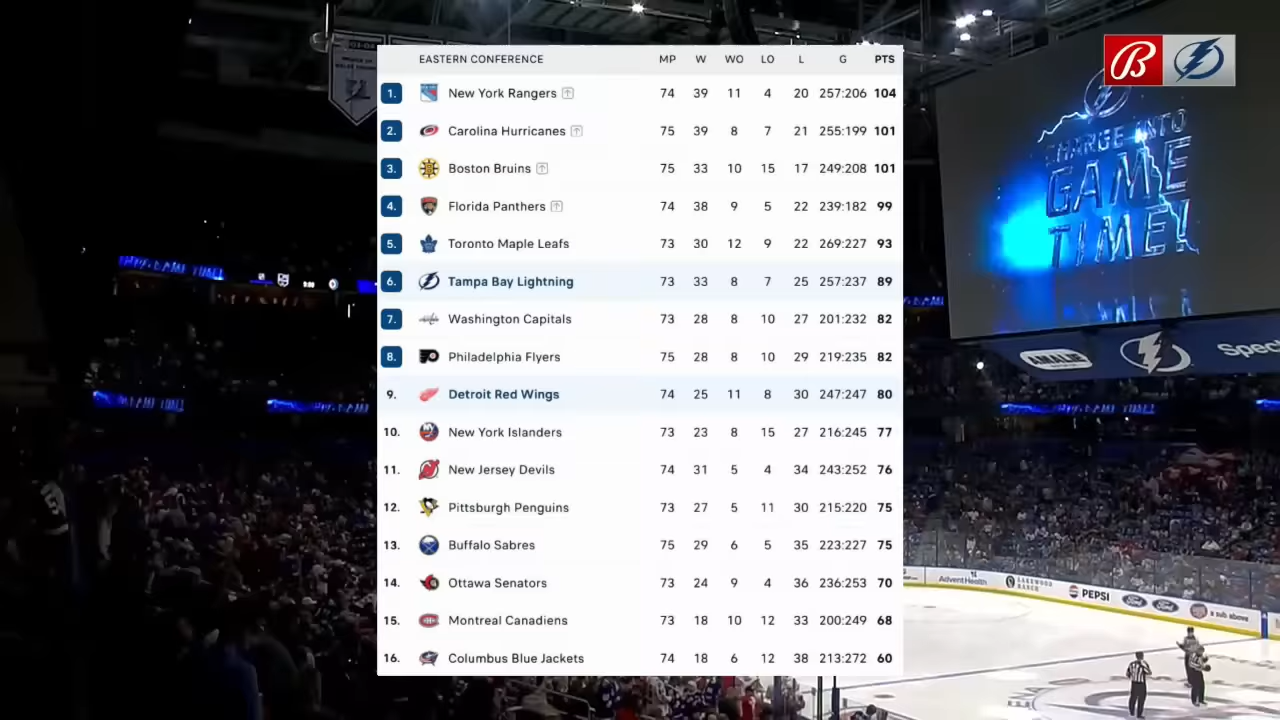 EASTERN CONFERENCE MP W WO LO L G PTS
1. New York Rangers 74 39 11 4 20 257:206 104
2. Carolina Hurricanes 75 39 8 7 21 255:199 101
3. Boston Bruins 75 33 10 15 17 249:208 101
4. Florida Panthers 74 38 9 5 22 239:182 99
5. Toronto Maple Leafs 73 30 12 9 22 269:227 93
6. Tampa Bay Lightning 73 33 8 7 25 257:237 89
7. Washington Capitals 73 28 8 10 27 201:232 82
8. Philadelphia Flyers 75 28 8 10 29 219:235 82
9. Detroit Red Wings 74 25 11 8 30 247:247 80
10. New York Islanders 73 23 8 15 27 216:245 77
11. New Jersey Devils 74 31 5 4 34 243:252 76
12. Pittsburgh Penguins 73 27 5 11 30 215:220 75
13. Buffalo Sabres 75 29 6 5 35 223:227 75
14. Ottawa Senators 73 24 9 4 36 236:253 70
15. Montreal Canadiens 73 18 10 12 33 200:249 68
16. Columbus Blue Jackets 74 18 6 12 38 213:272 60
B
GAME
TIME!
AMALIE
AdventHealth
LAKEWOOD
RANCH
PEPSI
Ford
Ford
a sub above